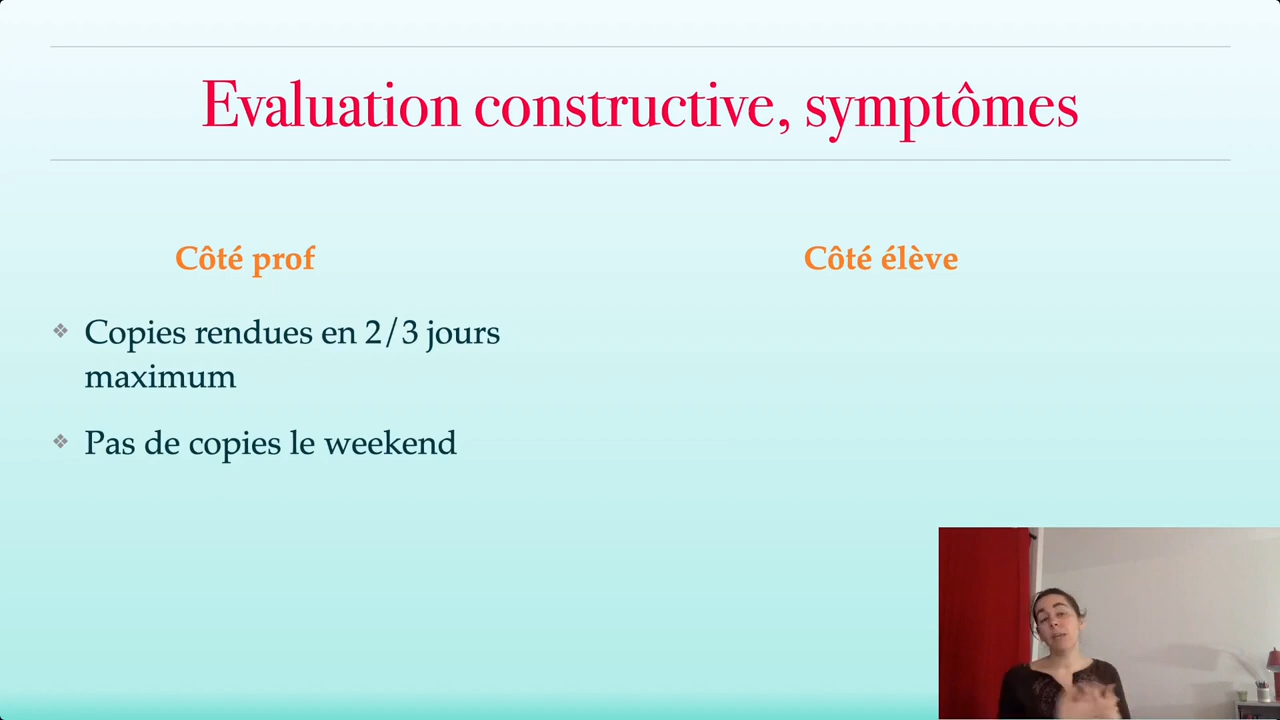 Evaluation constructive, symptômes
Côté prof
Côté élève
Copies rendues en 2/3 jours
maximum
Pas de copies le weekend